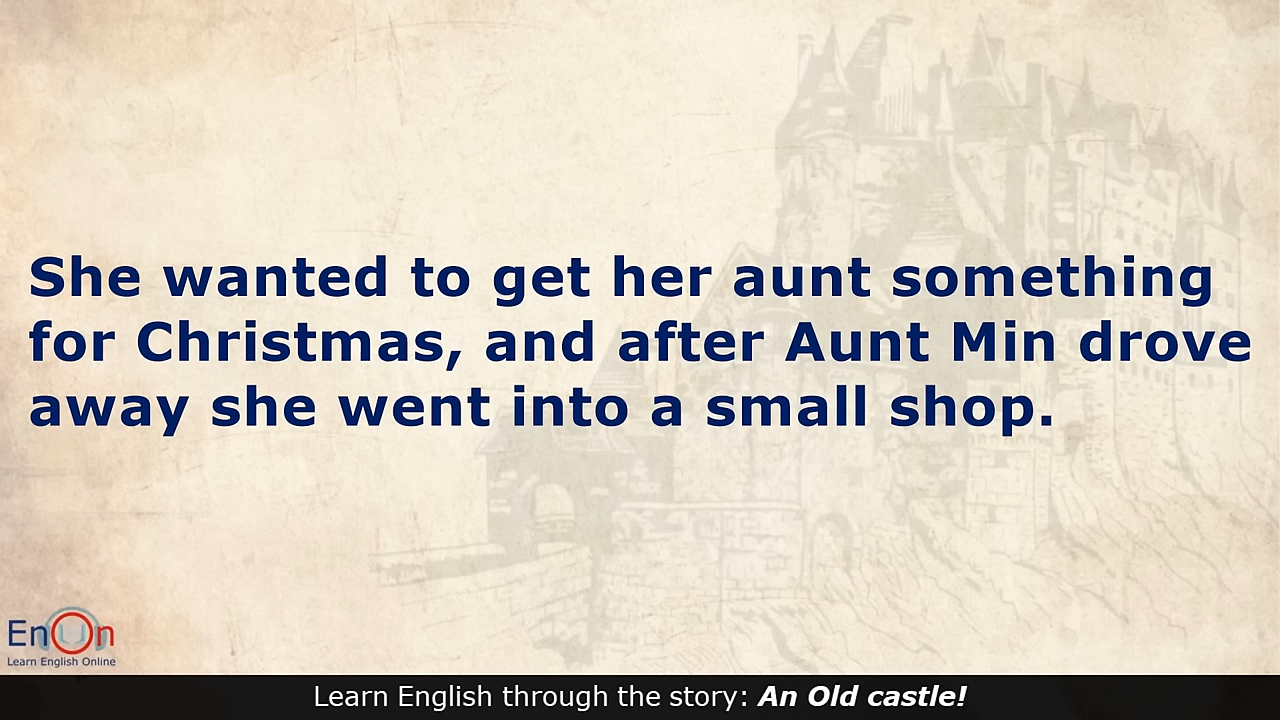 She wanted to get her aunt something
for Christmas, and after Aunt Min drove
away she went into a small shop.
EnOn
Learn English Online
Learn English through the story: An Old castle!